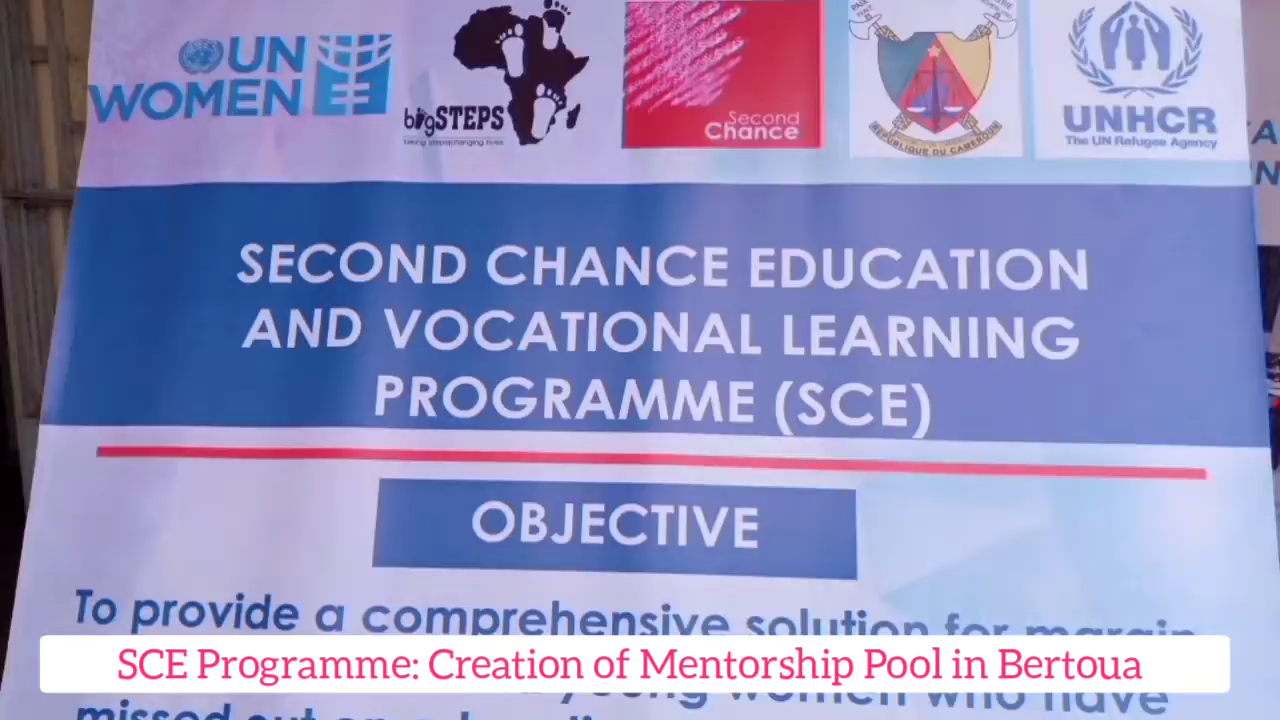 UN
WOMEN
bigSTEPS
being steps changing lives
Second
Chance
REPUBLIQUE DU CAMEROUN
UNHCR
The UN Refugee Agency
SECOND CHANCE EDUCATION
AND VOCATIONAL LEARNING
PROGRAMME (SCE)
OBJECTIVE
To provide a comprehensive solution for
SCE Programme: Creation of Mentorship Pool in Bertoua
young women who have
missed out on